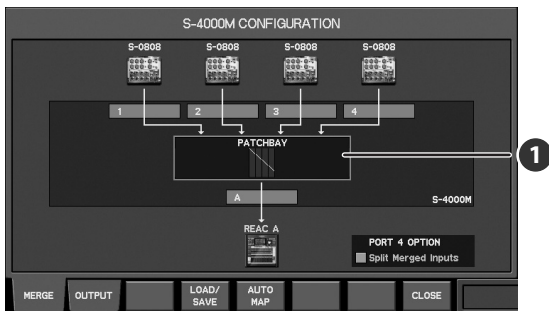 S-4000M CONFIGURATION
S-0808 S-0808 S-0808 S-0808
1 2 3 4
PATCHBAY
1
A
S-4000M
REAC A
PORT 4 OPTION
Split Merged Inputs
MERGE OUTPUT LOAD/ SAVE AUTO MAP CLOSE